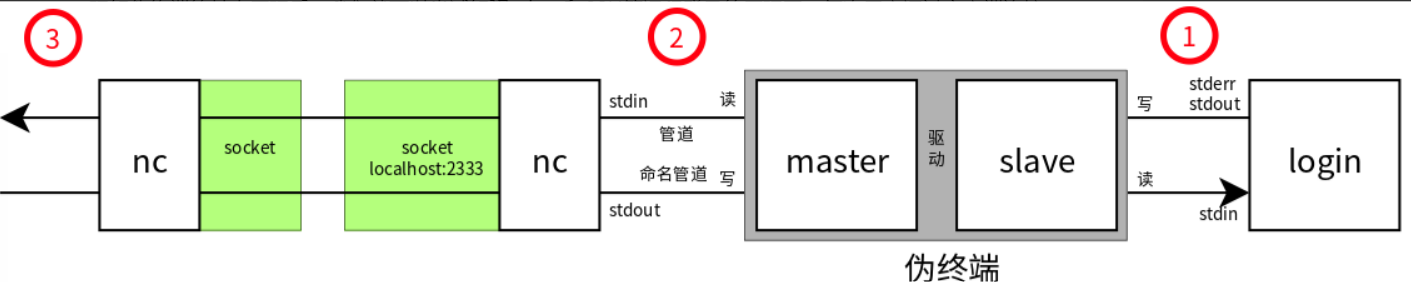 3
2
1
nc
socket
socket
localhost:2333
nc
stdin
读
管道
命名管道
写
stdout
master
驱
动
slave
写
stderr
stdout
读
stdin
login
伪终端